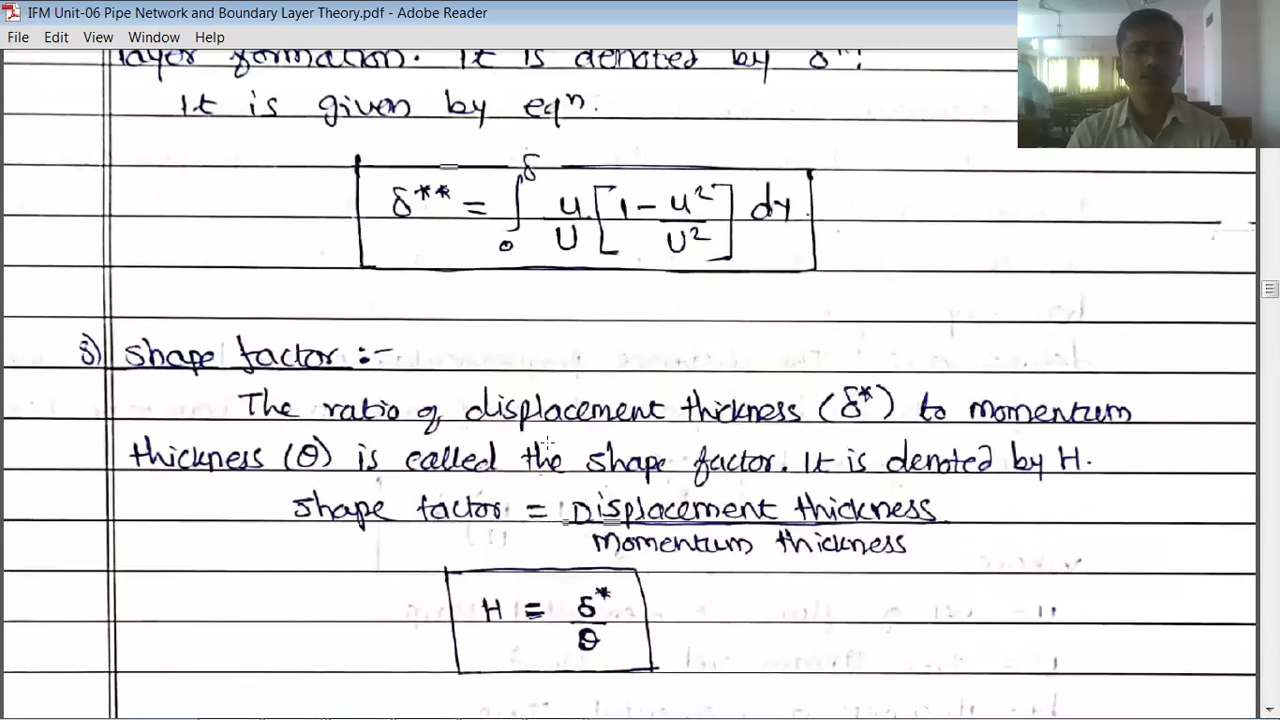 IFM Unit-06 Pipe Network and Boundary Layer Theory.pdf - Adobe Reader
File Edit View Window Help
layer formation. It is denoted by δ**.
It is given by eqⁿ.
δ** = ∫₀^δ u/U [1 - u²/U²] dy
5) Shape factor :-
The ratio of displacement thickness (δ*) to momentum
thickness (θ) is called the shape factor. It is denoted by H.
Shape factor = Displacement thickness
Momentum thickness
H = δ*/θ